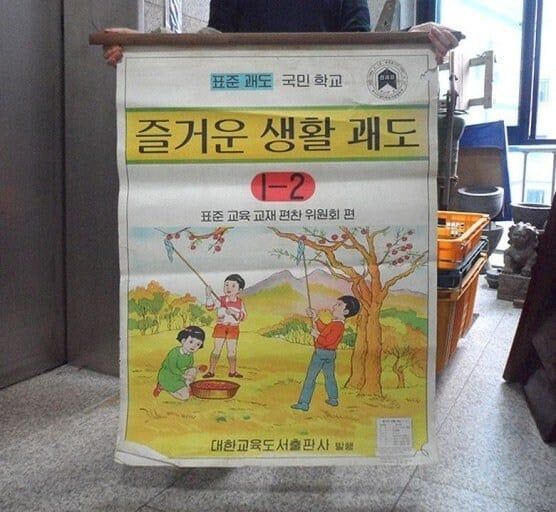 표준 괘도 국민 학교
즐거운 생활 괘도
1-2
표준 교육 교재 편찬 위원회 편
대한교육도서출판사 발행